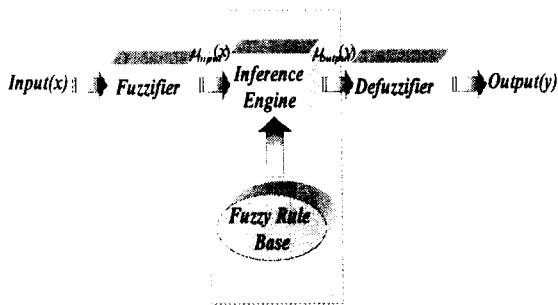 μinput(x)
μoutput(y)
Input(x)
Fuzzifier
Inference
Engine
Defuzzifier
Output(y)
Fuzzy Rule
Base